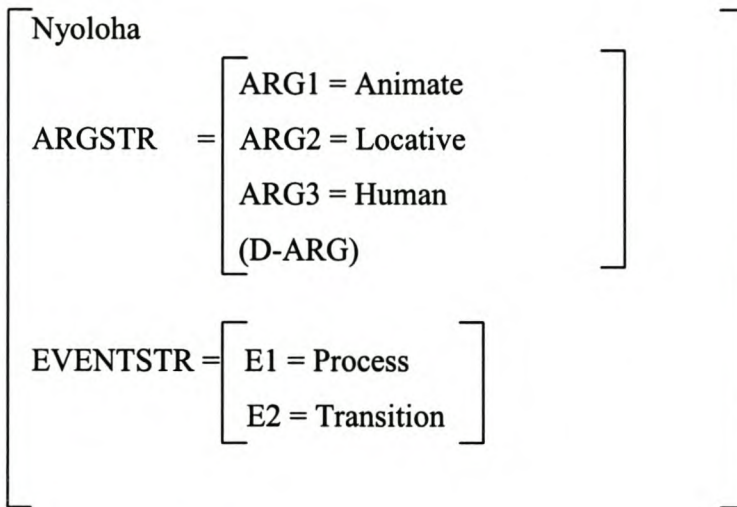 Nyoloha
ARG1 = Animate
ARGSTR = ARG2 = Locative
ARG3 = Human
(D-ARG)
EVENTSTR = E1 = Process
E2 = Transition